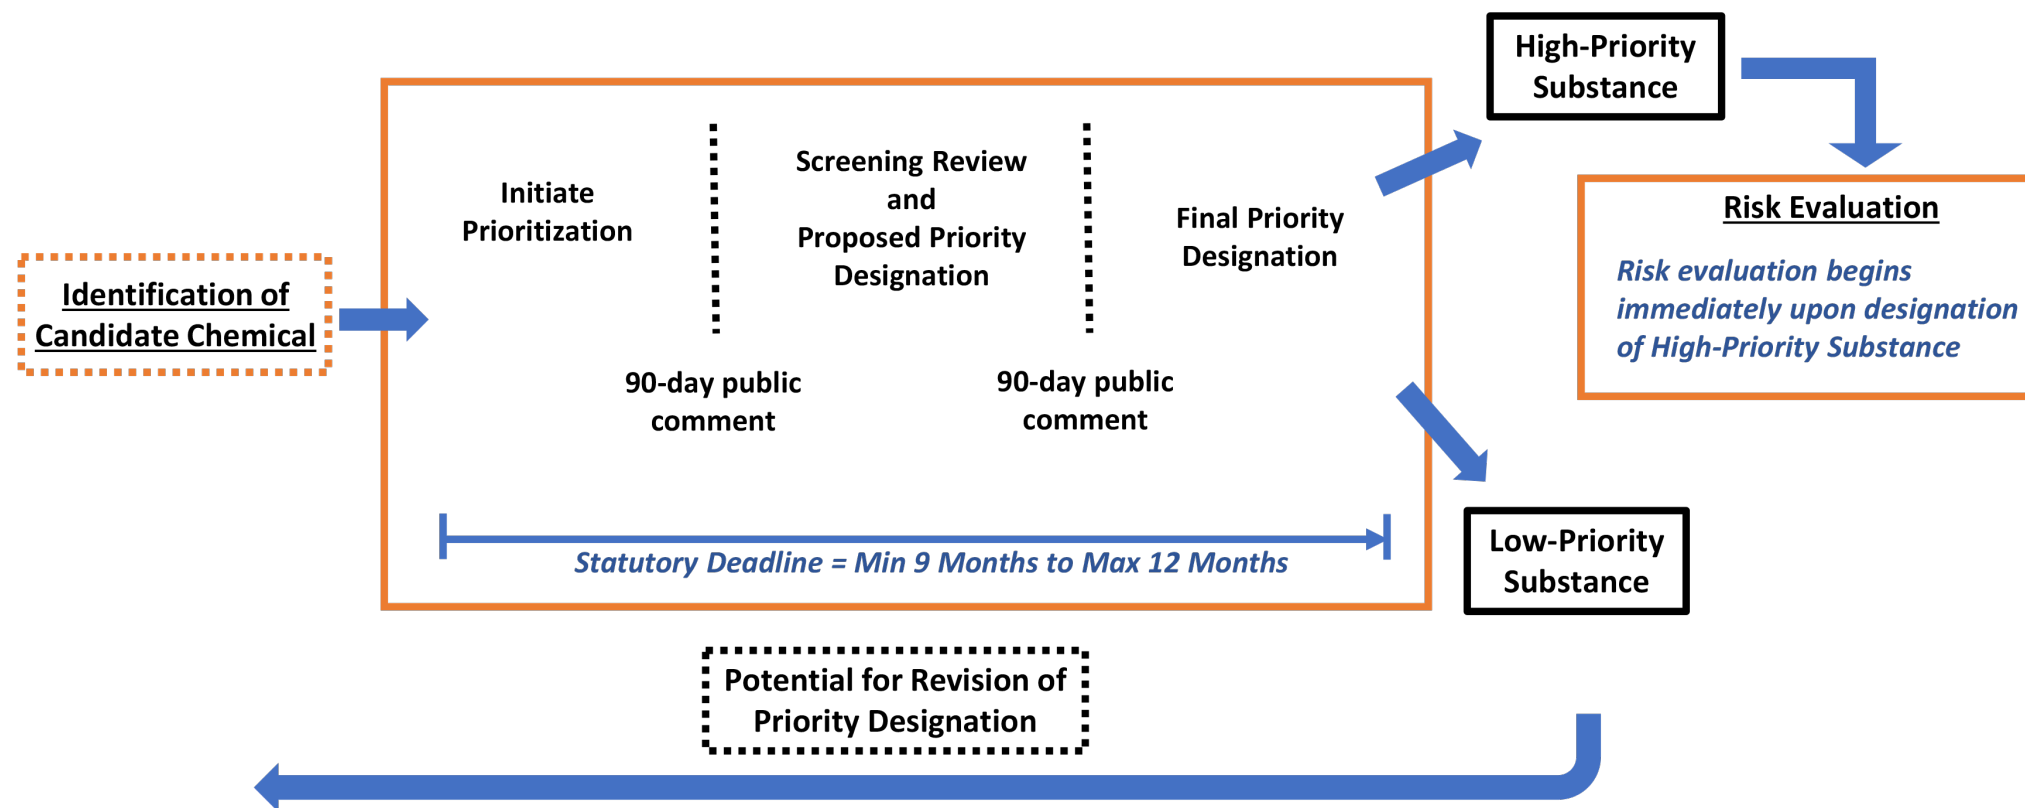 Identification of
Candidate Chemical
Initiate
Prioritization
90-day public
comment
Screening Review
and
Proposed Priority
Designation
90-day public
comment
Final Priority
Designation
Statutory Deadline = Min 9 Months to Max 12 Months
High-Priority
Substance
Risk Evaluation
Risk evaluation begins
immediately upon designation
of High-Priority Substance
Low-Priority
Substance
Potential for Revision of
Priority Designation